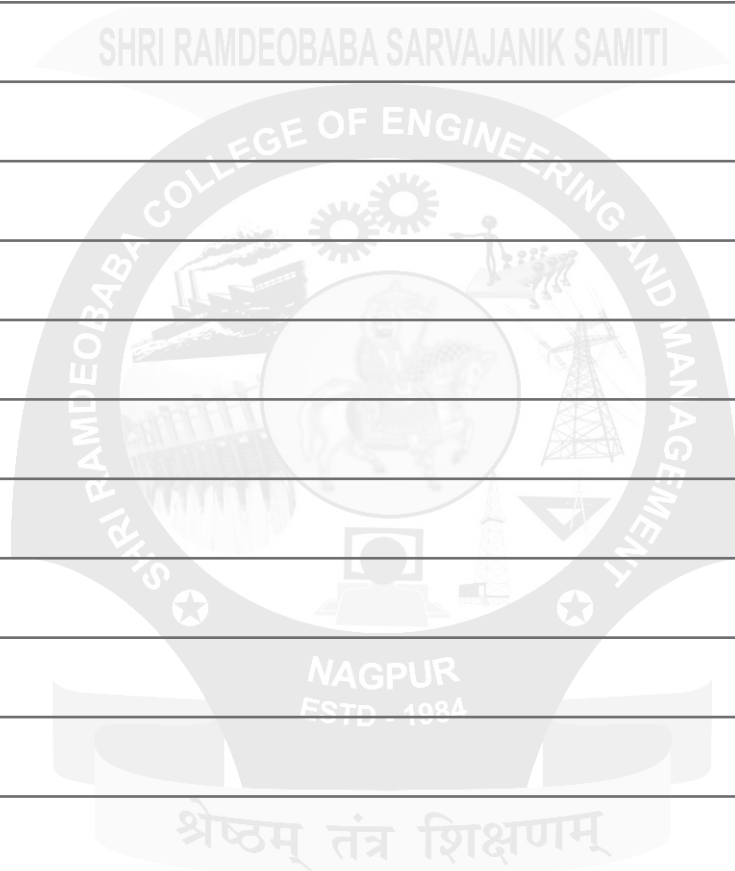 SHRI RAMDEOBABA SARVAJANIK SAMITI
SHRI RAMDEOBABA COLLEGE OF ENGINEERING AND MANAGEMENT
NAGPUR
ESTD - 1984
श्रेष्ठम् तंत्र शिक्षणम्